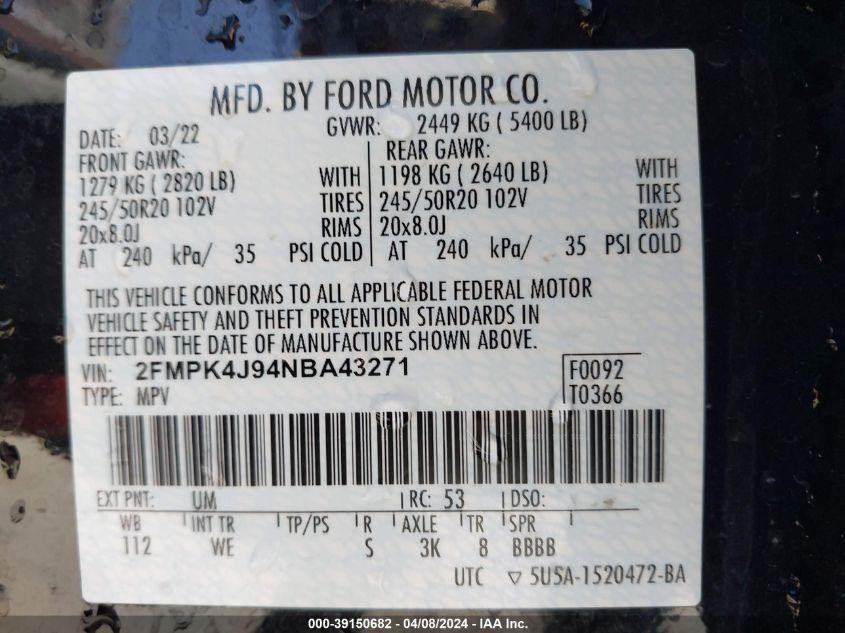 MFD. BY FORD MOTOR CO.
DATE: 03/22 GVWR: 2449 KG ( 5400 LB)
FRONT GAWR: REAR GAWR:
1279 KG ( 2820 LB) WITH 1198 KG ( 2640 LB) WITH
245/50R20 102V TIRES 245/50R20 102V TIRES
20x8.0J RIMS 20x8.0J RIMS
AT 240 kPa/ 35 PSI COLD AT 240 kPa/ 35 PSI COLD
THIS VEHICLE CONFORMS TO ALL APPLICABLE FEDERAL MOTOR
VEHICLE SAFETY AND THEFT PREVENTION STANDARDS IN
EFFECT ON THE DATE OF MANUFACTURE SHOWN ABOVE.
VIN: 2FMPK4J94NBA43271 F0092
TYPE: MPV T0366
EXT PNT: UM RC: 53 DSO:
WB INT TR TP/PS R AXLE TR SPR
112 WE S 3K 8 BBBB
UTC ▽ 5U5A-1520472-BA
000-39150682 - 04/08/2024 - IAA Inc.